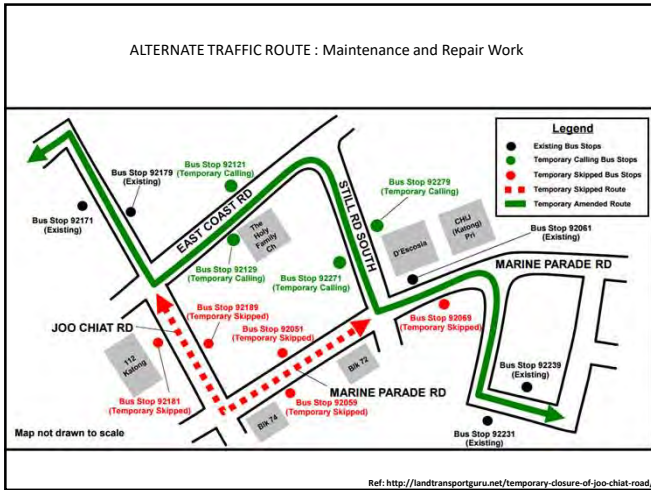 ALTERNATE TRAFFIC ROUTE : Maintenance and Repair Work
Legend
Existing Bus Stops
Temporary Calling Bus Stops
Temporary Skipped Bus Stops
Temporary Skipped Route
Temporary Amended Route
Bus Stop 92121
(Temporary Calling)
Bus Stop 92179
(Existing)
Bus Stop 92171
(Existing)
EAST COAST RD
The
Holy
Family
Ch
STILL RD SOUTH
Bus Stop 92279
(Temporary Calling)
D'Escosia
CHIJ
(Katong)
Pri
Bus Stop 92061
(Existing)
MARINE PARADE RD
Bus Stop 92129
(Temporary Calling)
Bus Stop 92271
(Temporary Calling)
JOO CHIAT RD
Bus Stop 92189
(Temporary Skipped)
Bus Stop 92051
(Temporary Skipped)
Bus Stop 92069
(Temporary Skipped)
112
Katong
Blk 72
MARINE PARADE RD
Bus Stop 92181
(Temporary Skipped)
Bus Stop 92059
(Temporary Skipped)
Blk 74
Bus Stop 92239
(Existing)
Bus Stop 92231
(Existing)
Map not drawn to scale
Ref: http://landtransportguru.net/temporary-closure-of-joo-chiat-road/